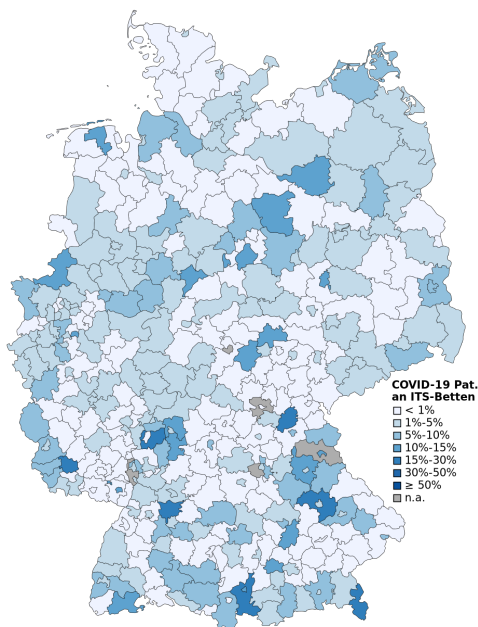 COVID-19 Pat.
an ITS-Betten
< 1%
1%-5%
5%-10%
10%-15%
15%-30%
30%-50%
≥ 50%
n.a.